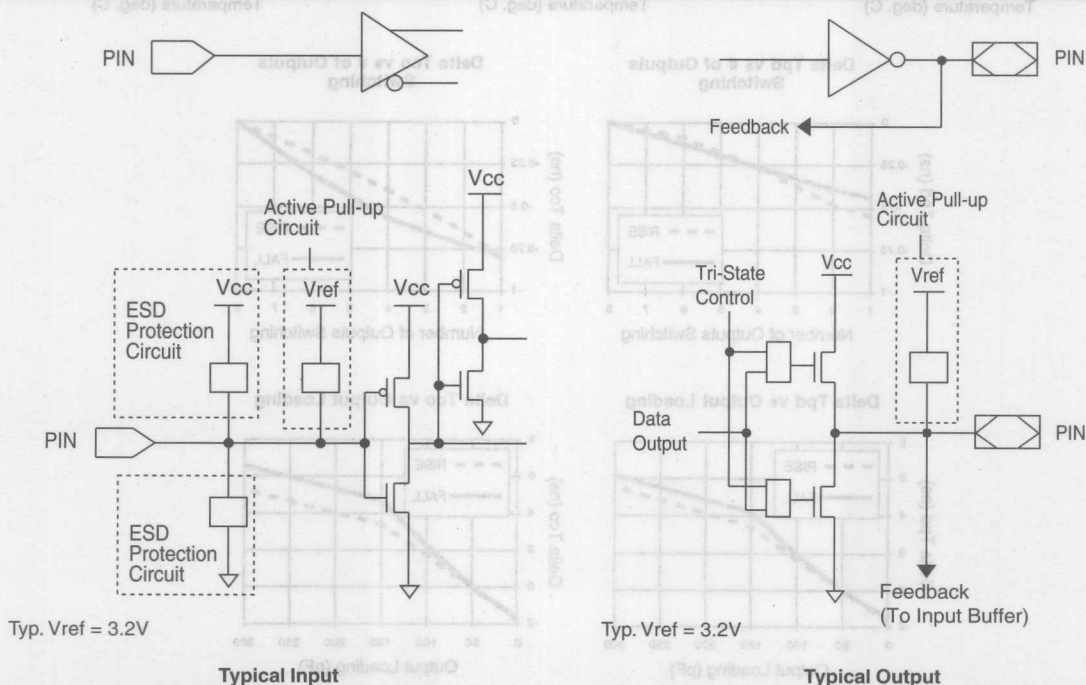 PIN
PIN
Feedback
Active Pull-up
Circuit
Vcc
ESD
Protection
Circuit
Vcc
Vref
Vcc
PIN
ESD
Protection
Circuit
Typ. Vref = 3.2V
Typical Input
Active Pull-up
Circuit
Tri-State
Control
Vcc
Vref
Data
Output
PIN
Feedback
(To Input Buffer)
Typ. Vref = 3.2V
Typical Output